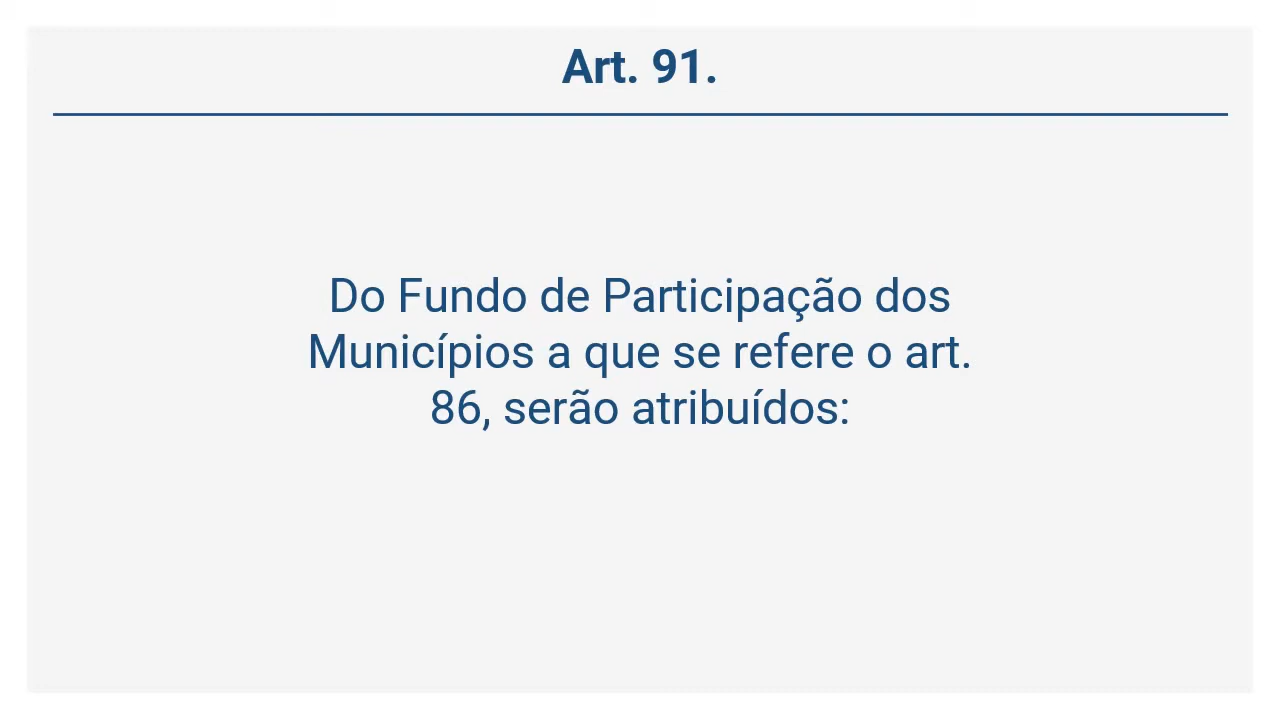 Art. 91.
Do Fundo de Participação dos
Municípios a que se refere o art.
86, serão atribuídos: